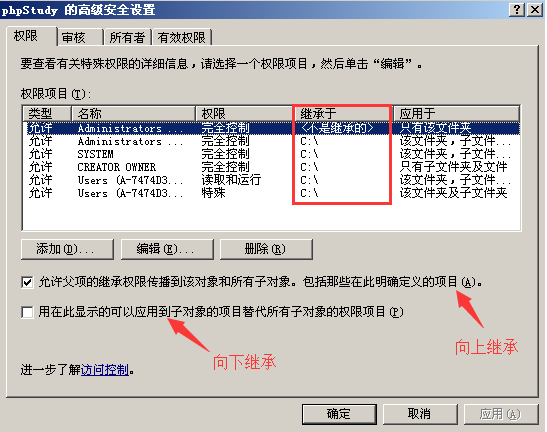 phpStudy 的高级安全设置
权限 审核 所有者 有效权限
要查看有关特殊权限的详细信息，请选择一个权限项目，然后单击“编辑”。
权限项目(T):
类型 名称 权限 继承于 应用于
允许 Administrators ... 完全控制 <不是继承的> 只有该文件夹
允许 Administrators ... 完全控制 C:\ 该文件夹，子文件...
允许 SYSTEM 完全控制 C:\ 该文件夹，子文件...
允许 CREATOR OWNER 完全控制 C:\ 只有子文件夹及文件
允许 Users (A-7474D3... 读取和运行 C:\ 该文件夹，子文件...
允许 Users (A-7474D3... 特殊 C:\ 该文件夹及子文件夹
添加(D)... 编辑(E)... 删除(R)
允许父项的继承权限传播到该对象和所有子对象。包括那些在此明确定义的项目(A)。
用在此显示的可以应用到子对象的项目替代所有子对象的权限项目(P)
向上继承
向下继承
进一步了解访问控制。
确定 取消 应用(A)